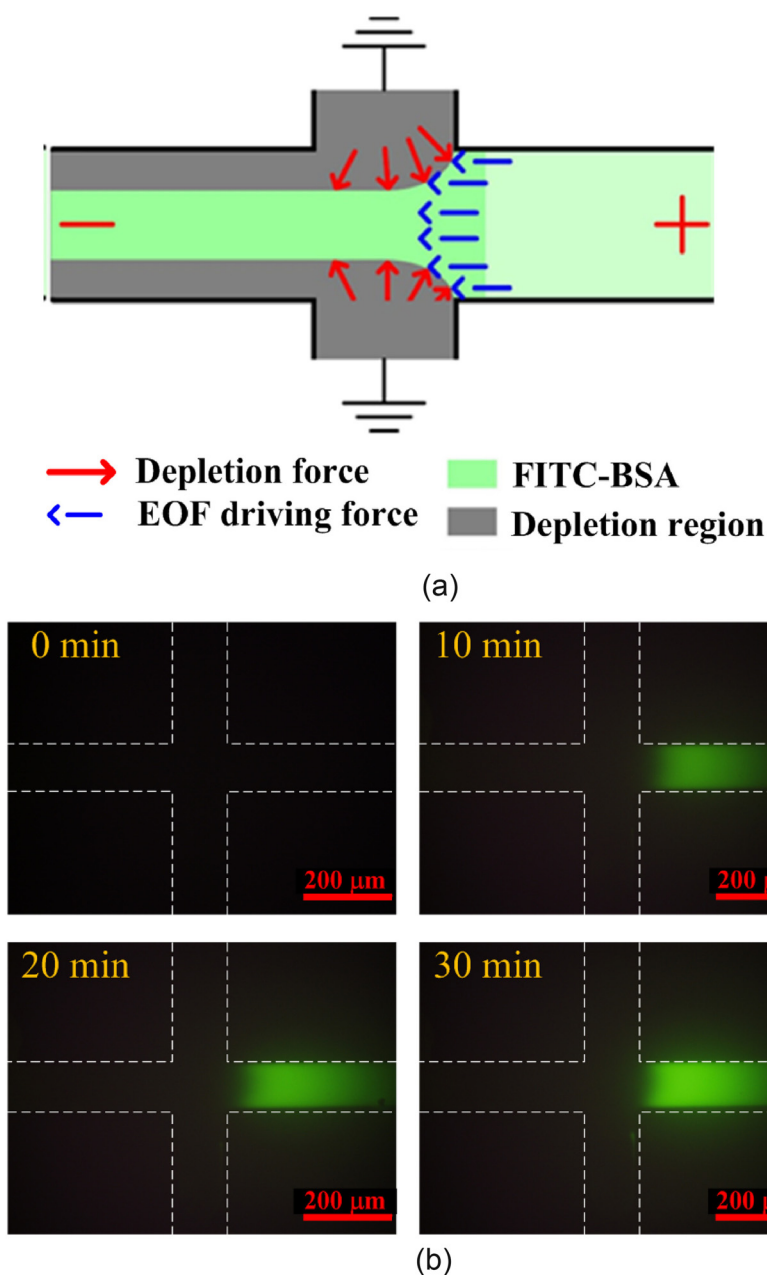 Depletion force
FITC-BSA
EOF driving force
Depletion region
(a)
0 min
10 min
200 µm
200 µ
20 min
30 min
200 µm
200 µ
(b)